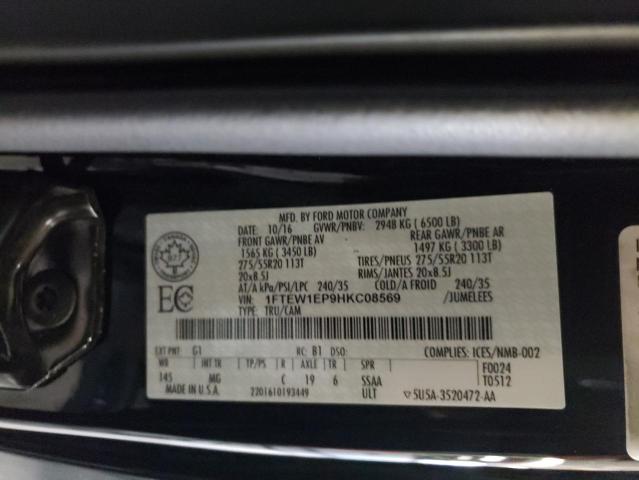 MFD. BY FORD MOTOR COMPANY
DATE: 10/16 GVWR/PNBV: 2948 KG ( 6500 LB)
FRONT GAWR/PNBE AV REAR GAWR/PNBE AR
1565 KG ( 3450 LB) 1497 KG ( 3300 LB)
275/55R20 113T TIRES/PNEUS 275/55R20 113T
20x8.5J RIMS/JANTES 20x8.5J
AT/A kPa/PSI/LPC 240/35 COLD/A FROID 240/35
VIN: 1FTEW1EP9HKC08569 /JUMELEES
TYPE: TRU/CAM
EC
EXT PNT: G1 RC: B1 DSO: COMPLIES: ICES/NMB-002
WB INT TR TP/PS R AXLE TR SPR F0024
145 MG C 19 6 SSAA T0512
MADE IN U.S.A. 2201610193449 ULT ▽5U5A-3520472-AA